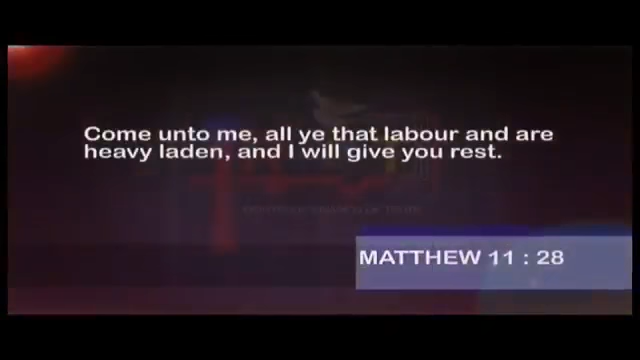 Come unto me, all ye that labour and are
heavy laden, and I will give you rest.
MATTHEW 11 : 28